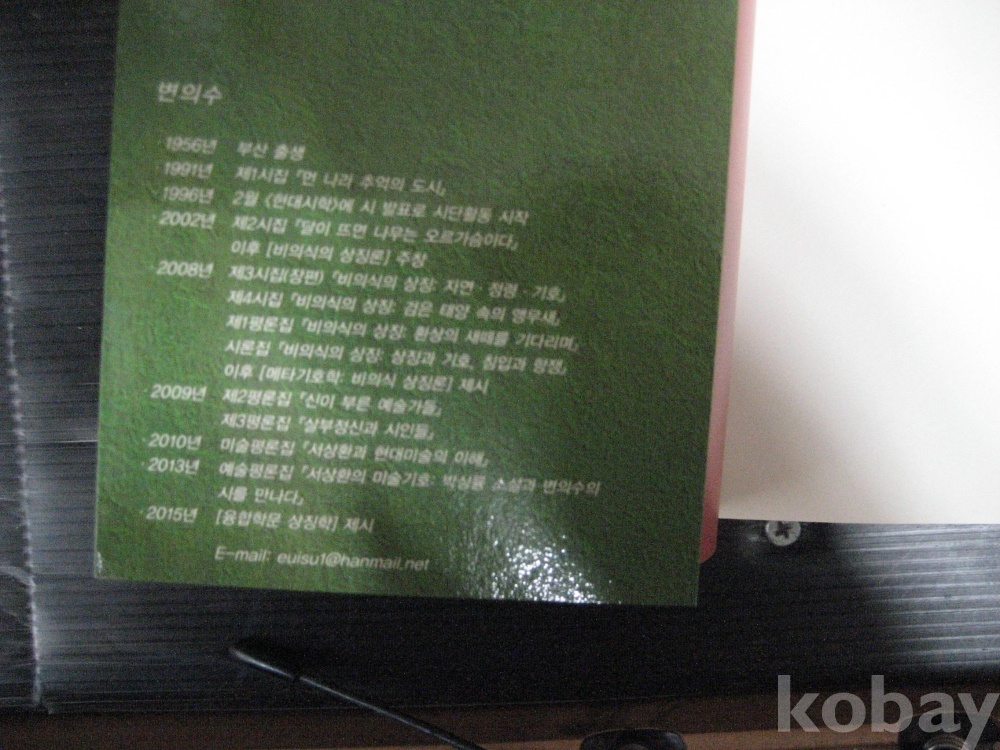 변의수
· 1956년 부산 출생
· 1991년 제1시집 『먼 나라 추억의 도시』
· 1996년 2월 <현대시학>에 시 발표로 시단활동 시작
· 2002년 제2시집 『달이 뜨면 나무는 오르가슴이다』
이후 [비의식의 상징론] 주창
· 2008년 제3시집(장편) 『비의식의 상징: 자연·정령·기호』
제4시집 『비의식의 상징: 검은 태양 속의 앵무새』
제1평론집 『비의식의 상징: 환상의 새떼를 기다리며』
시론집 『비의식의 상징: 상징과 기호, 침입과 항쟁』
이후 [메타기호학: 비의식 상징론] 제시
· 2009년 제2평론집 『신이 부른 예술가들』
제3평론집 『살부정신과 시인들』
· 2010년 미술평론집 『서상환과 현대미술의 이해』
· 2013년 예술평론집 『서상환의 미술기호: 박상륭 소설과 변의수의
시를 만나다』
· 2015년 [융합학문 상징학] 제시
E-mail: euisu1@hanmail.net
kobay